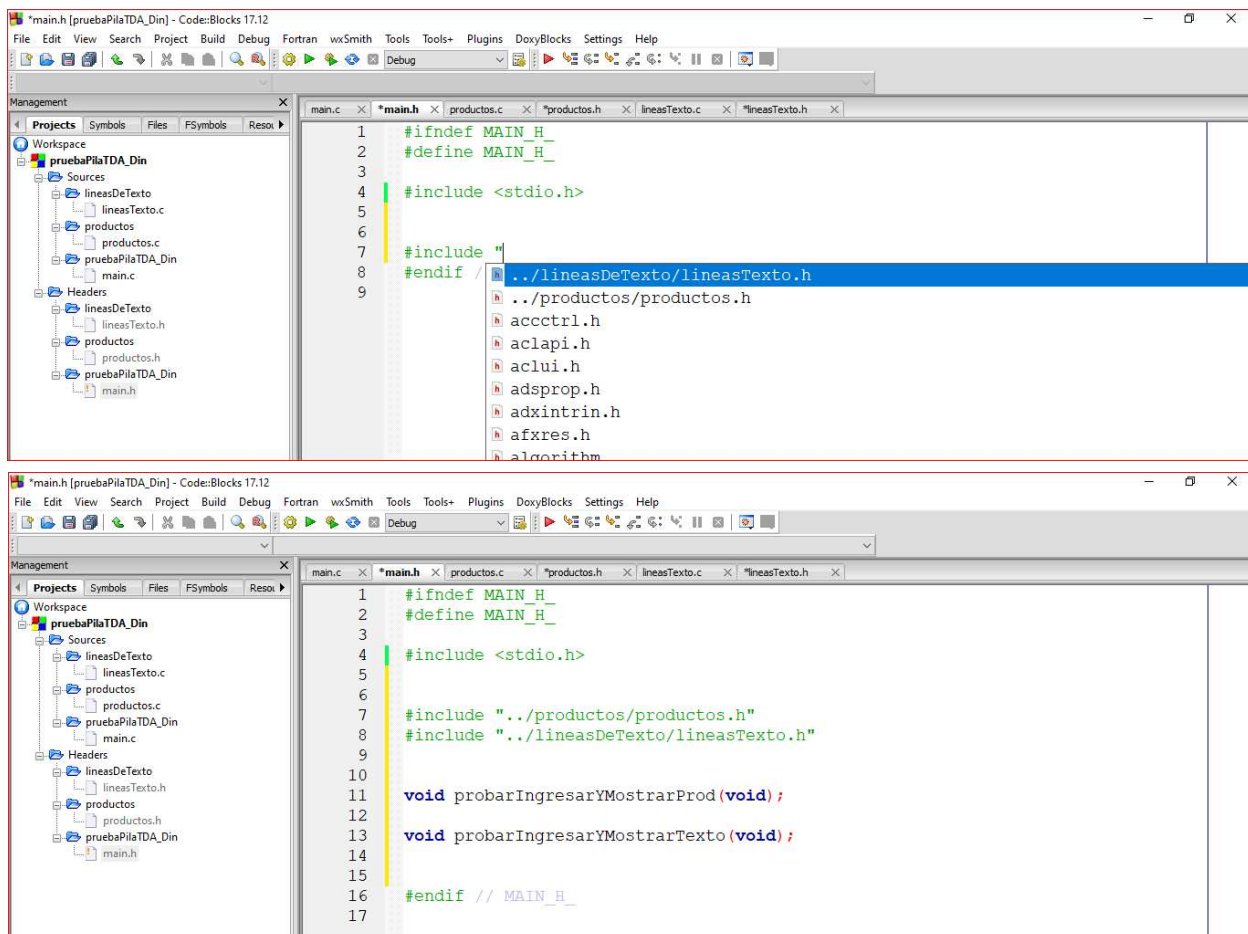 *main.h [pruebaPilaTDA_Din] - Code::Blocks 17.12
File Edit View Search Project Build Debug Fortran wxSmith Tools Tools+ Plugins DoxyBlocks Settings Help
Debug
Management
main.c *main.h productos.c *productos.h lineasTexto.c *lineasTexto.h
Projects Symbols Files FSymbols
Workspace
pruebaPilaTDA_Din
Sources
lineasDeTexto
lineasTexto.c
productos
productos.c
pruebaPilaTDA_Din
main.c
Headers
lineasDeTexto
lineasTexto.h
productos
productos.h
pruebaPilaTDA_Din
main.h
1 #ifndef MAIN_H_
2 #define MAIN_H_
3
4 #include <stdio.h>
5
6
7 #include "
8 #endif /
9
../lineasDeTexto/lineasTexto.h
../productos/productos.h
accctrl.h
aclapi.h
aclui.h
adsprop.h
adxintrin.h
afxres.h
algorithm
*main.h [pruebaPilaTDA_Din] - Code::Blocks 17.12
File Edit View Search Project Build Debug Fortran wxSmith Tools Tools+ Plugins DoxyBlocks Settings Help
Debug
Management
main.c *main.h productos.c *productos.h lineasTexto.c *lineasTexto.h
Projects Symbols Files FSymbols
Workspace
pruebaPilaTDA_Din
Sources
lineasDeTexto
lineasTexto.c
productos
productos.c
pruebaPilaTDA_Din
main.c
Headers
lineasDeTexto
lineasTexto.h
productos
productos.h
pruebaPilaTDA_Din
main.h
1 #ifndef MAIN_H_
2 #define MAIN_H_
3
4 #include <stdio.h>
5
6
7 #include "../productos/productos.h"
8 #include "../lineasDeTexto/lineasTexto.h"
9
10
11 void probarIngresarYMostrarProd(void);
12
13 void probarIngresarYMostrarTexto(void);
14
15
16 #endif // MAIN_H_
17